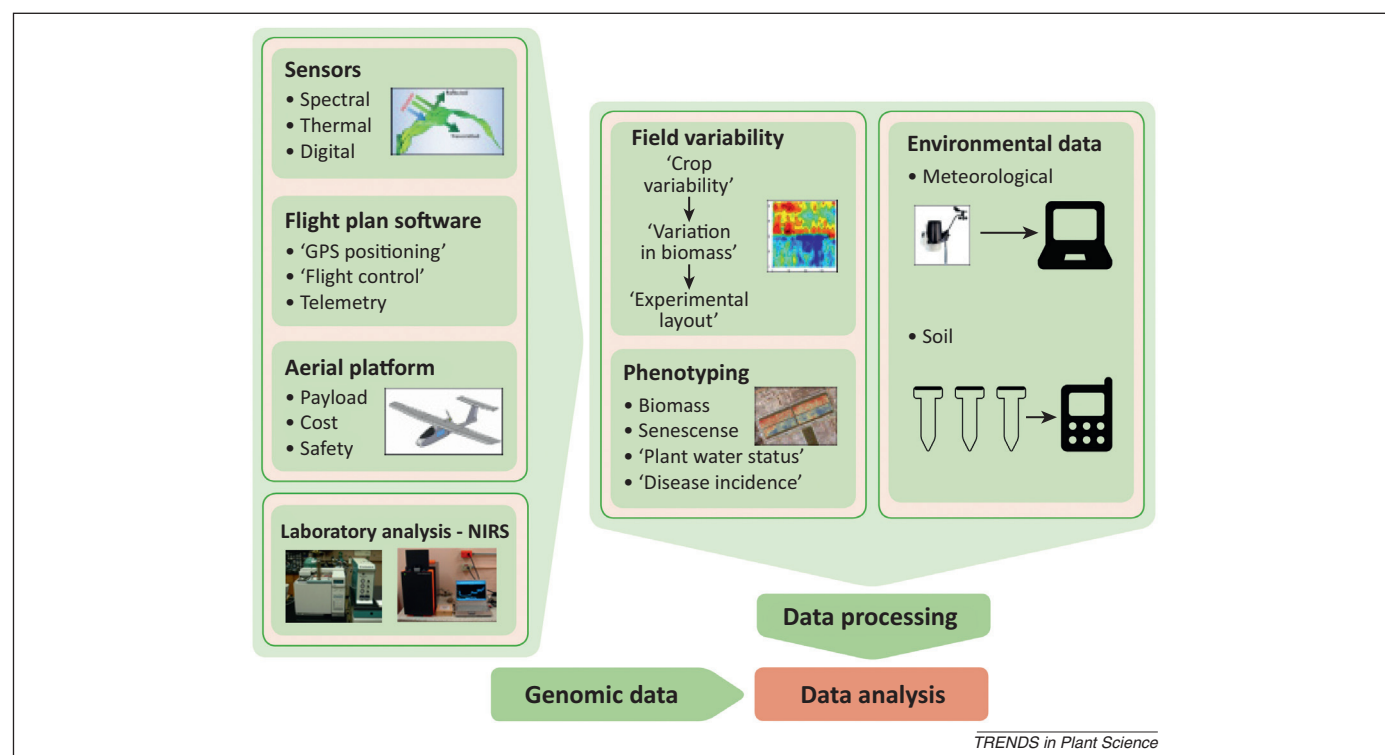 Sensors
• Spectral
• Thermal
• Digital
Reflected
Transmitted
Flight plan software
• ‘GPS positioning’
• ‘Flight control’
• Telemetry
Aerial platform
• Payload
• Cost
• Safety
Laboratory analysis - NIRS
Field variability
‘Crop
variability’
‘Variation
in biomass’
‘Experimental
layout’
Phenotyping
• Biomass
• Senescense
• ‘Plant water status’
• ‘Disease incidence’
Environmental data
• Meteorological
• Soil
Data processing
Genomic data
Data analysis
TRENDS in Plant Science